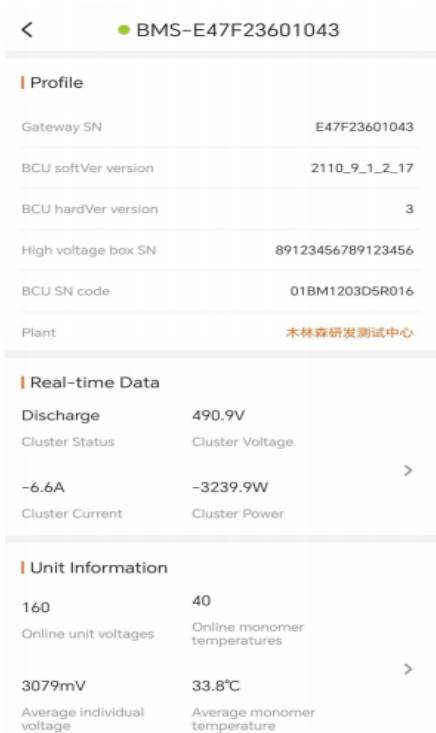 BMS-E47F23601043
Profile
Gateway SN E47F23601043
BCU softVer version 2110_9_1_2_17
BCU hardVer version 3
High voltage box SN 89123456789123456
BCU SN code 01BM1203D5R016
Plant 木林森研发测试中心
Real-time Data
Discharge 490.9V
Cluster Status Cluster Voltage
-6.6A -3239.9W
Cluster Current Cluster Power
Unit Information
160 40
Online unit voltages Online monomer
temperatures
3079mV 33.8℃
Average individual Average monomer
voltage temperature